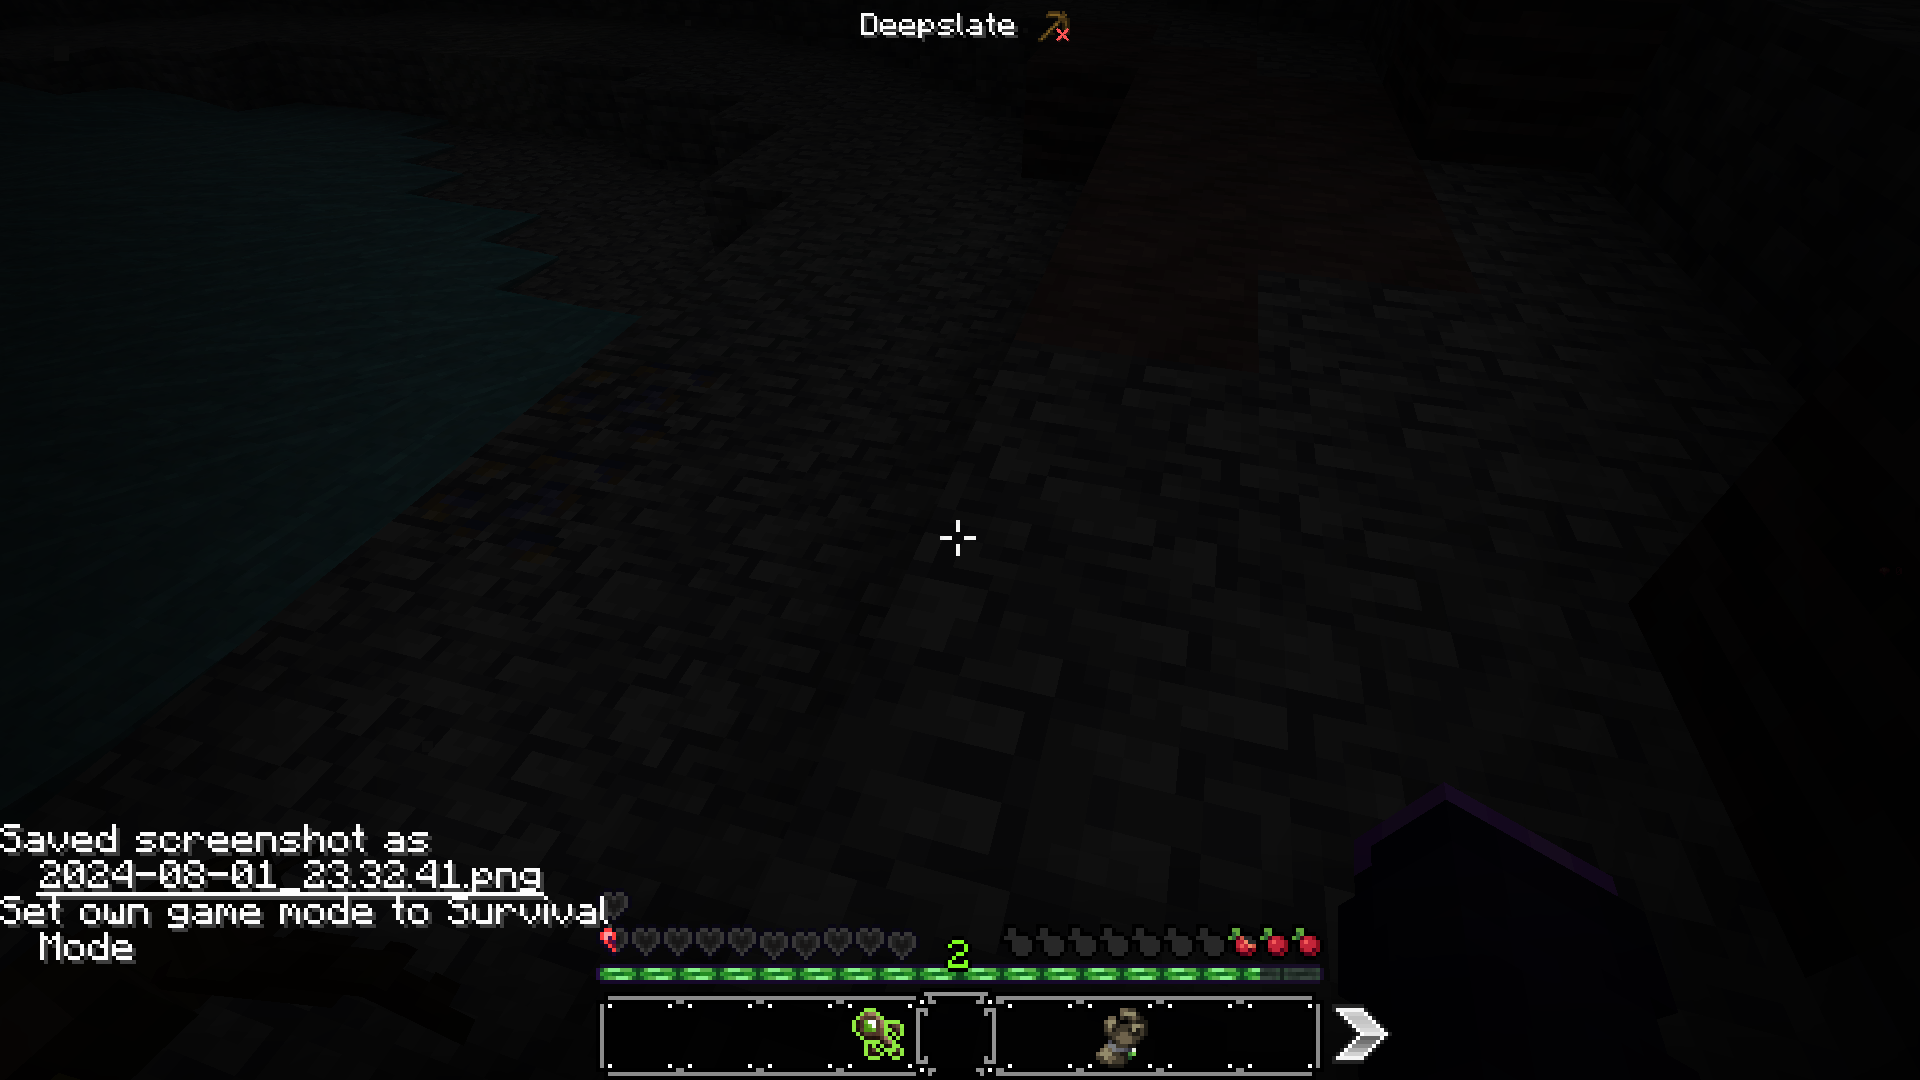 Deepslate
Saved screenshot as
2024-08-01_23.32.41.png
Set own game mode to Survival
Mode
2